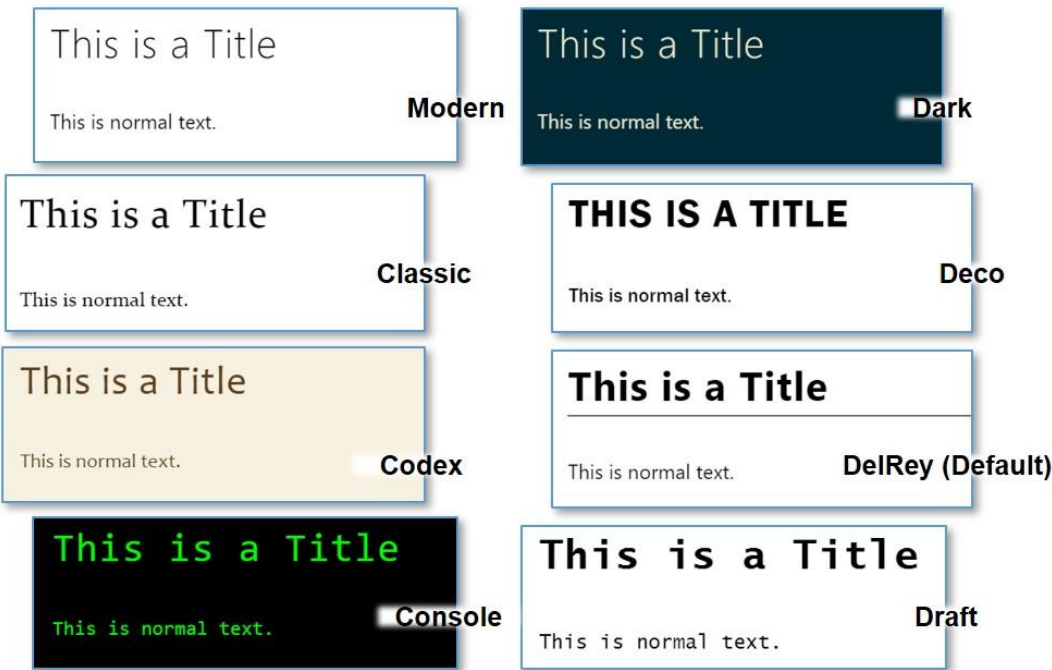 This is a Title
This is normal text.
Modern
This is a Title
This is normal text.
Dark
This is a Title
This is normal text.
Classic
THIS IS A TITLE
This is normal text.
Deco
This is a Title
This is normal text.
Codex
This is a Title
This is normal text.
DelRey (Default)
This is a Title
This is normal text.
Console
This is a Title
This is normal text.
Draft